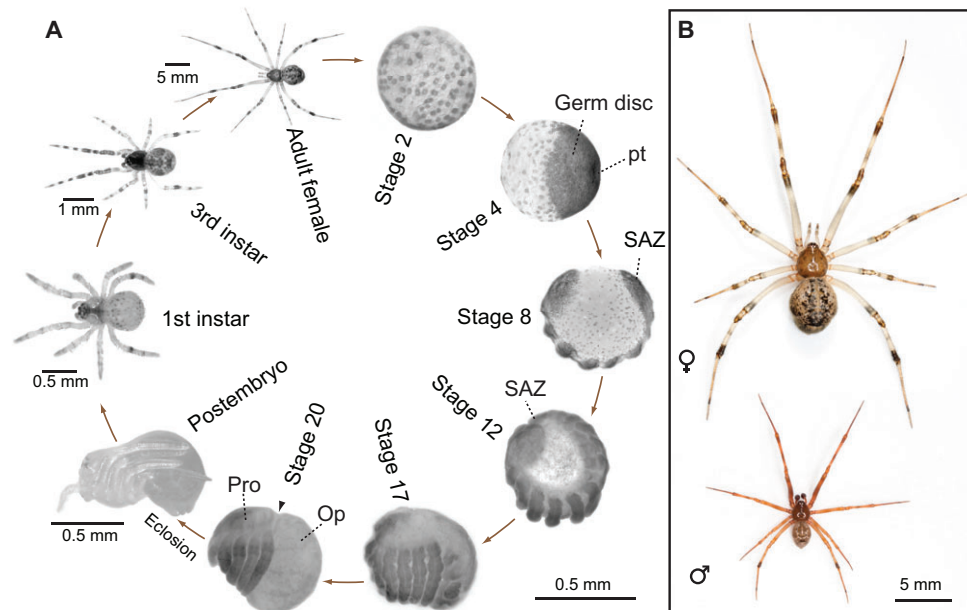 A
5 mm
Adult female
Stage 2
Germ disc
pt
Stage 4
SAZ
Stage 8
SAZ
Stage 12
Stage 17
Stage 20
Pro
Op
0.5 mm
Eclosion
Postembryo
0.5 mm
1st instar
0.5 mm
3rd instar
1 mm
B
♀
♂
5 mm